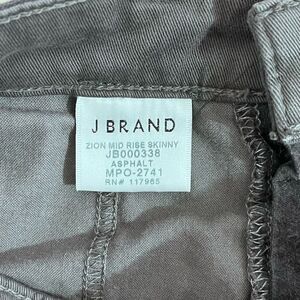 J BRAND
ZION MID RISE SKINNY
JB000338
ASPHALT
MPO-2741
RN# 117965